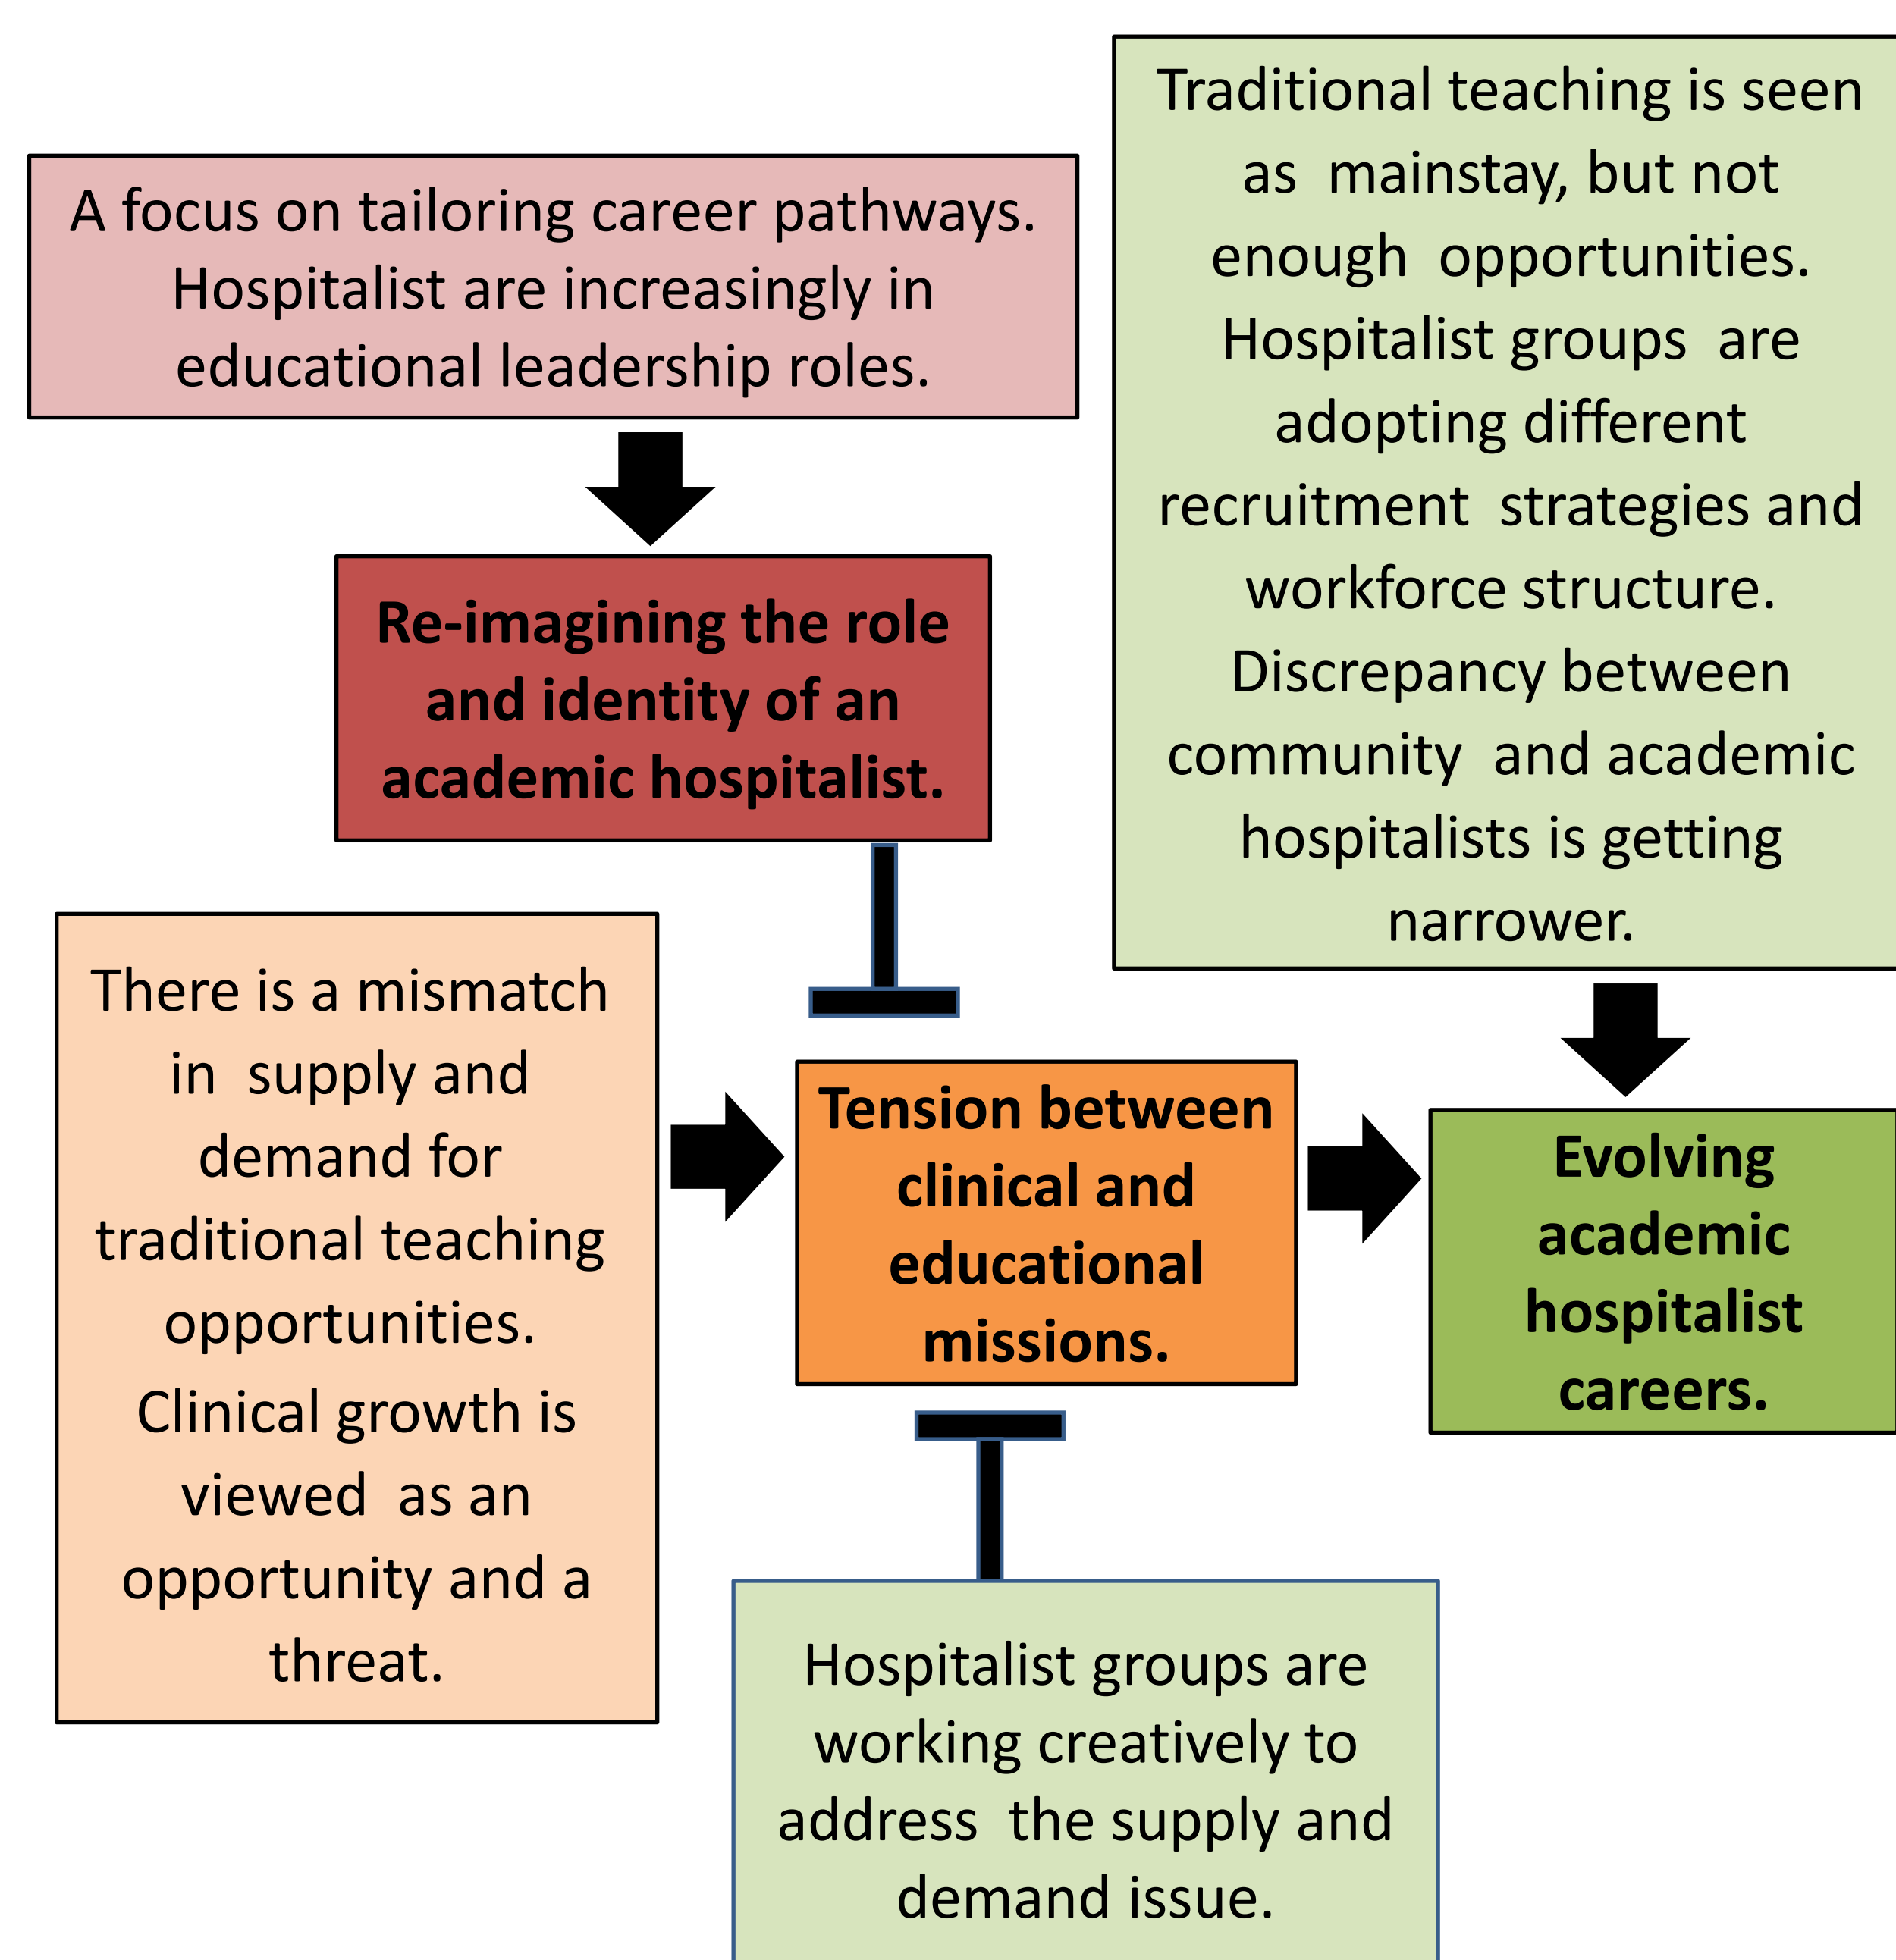 A focus on tailoring career pathways.
Hospitalist are increasingly in
educational leadership roles.
Traditional teaching is seen
as mainstay, but not
enough opportunities.
Hospitalist groups are
adopting different
recruitment strategies and
workforce structure.
Discrepancy between
community and academic
hospitalists is getting
narrower.
Re-imagining the role
and identity of an
academic hospitalist.
There is a mismatch
in supply and
demand for
traditional teaching
opportunities.
Clinical growth is
viewed as an
opportunity and a
threat.
Tension between
clinical and
educational
missions.
Evolving
academic
hospitalist
careers.
Hospitalist groups are
working creatively to
address the supply and
demand issue.